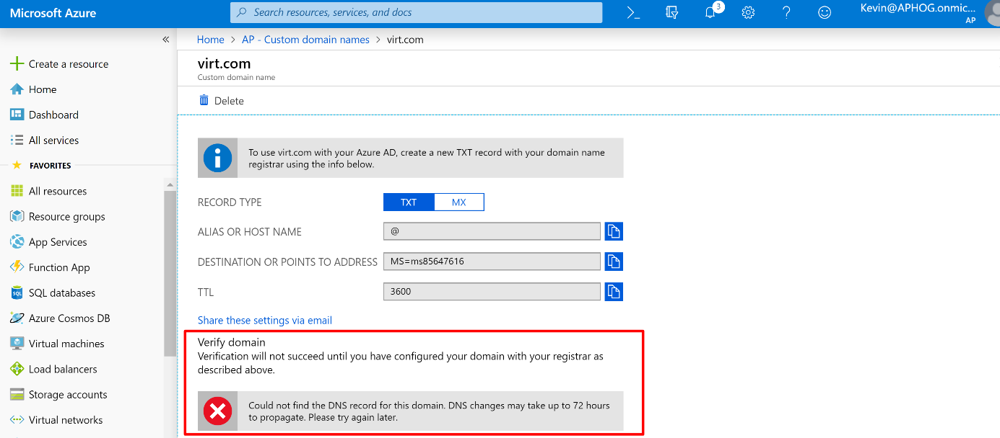 Microsoft Azure
Search resources, services, and docs
3
Kevin@APHOG.onmic...
AP
«
Home > AP - Custom domain names > virt.com
virt.com
Custom domain name
Delete
Create a resource
Home
Dashboard
All services
FAVORITES
All resources
Resource groups
App Services
Function App
SQL databases
Azure Cosmos DB
Virtual machines
Load balancers
Storage accounts
Virtual networks
To use virt.com with your Azure AD, create a new TXT record with your domain name
registrar using the info below.
RECORD TYPE TXT MX
ALIAS OR HOST NAME @
DESTINATION OR POINTS TO ADDRESS MS=ms85647616
TTL 3600
Share these settings via email
Verify domain
Verification will not succeed until you have configured your domain with your registrar as
described above.
Could not find the DNS record for this domain. DNS changes may take up to 72 hours
to propagate. Please try again later.